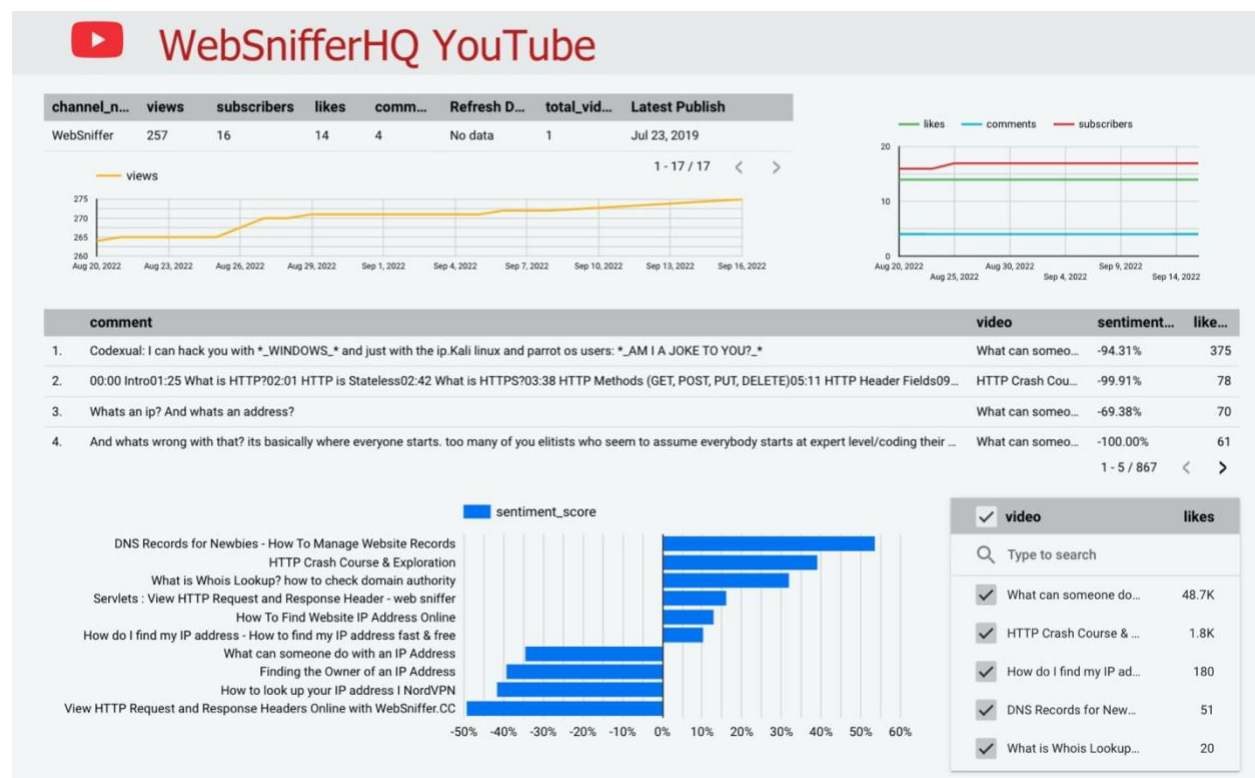 WebSnifferHQ YouTube
channel_n... views subscribers likes comm... Refresh D... total_vid... Latest Publish
WebSniffer 257 16 14 4 No data 1 Jul 23, 2019
1 - 17 / 17 < >
views
275
270
265
260
Aug 20, 2022 Aug 23, 2022 Aug 26, 2022 Aug 29, 2022 Sep 1, 2022 Sep 4, 2022 Sep 7, 2022 Sep 10, 2022 Sep 13, 2022 Sep 16, 2022
likes comments subscribers
20
10
0
Aug 20, 2022 Aug 30, 2022 Sep 9, 2022
Aug 25, 2022 Sep 4, 2022 Sep 14, 2022
comment video sentiment... like...
1. Codexual: I can hack you with *_WINDOWS_* and just with the ip.Kali linux and parrot os users: *_AM I A JOKE TO YOU?_* What can someo... -94.31% 375
2. 00:00 Intro01:25 What is HTTP?02:01 HTTP is Stateless02:42 What is HTTPS?03:38 HTTP Methods (GET, POST, PUT, DELETE)05:11 HTTP Header Fields09... HTTP Crash Cou... -99.91% 78
3. Whats an ip? And whats an address? What can someo... -69.38% 70
4. And whats wrong with that? its basically where everyone starts. too many of you elitists who seem to assume everybody starts at expert level/coding their ... What can someo... -100.00% 61
1 - 5 / 867 < >
sentiment_score
DNS Records for Newbies - How To Manage Website Records
HTTP Crash Course & Exploration
What is Whois Lookup? how to check domain authority
Servlets : View HTTP Request and Response Header - web sniffer
How To Find Website IP Address Online
How do I find my IP address - How to find my IP address fast & free
What can someone do with an IP Address
Finding the Owner of an IP Address
How to look up your IP address I NordVPN
View HTTP Request and Response Headers Online with WebSniffer.CC
-50% -40% -30% -20% -10% 0% 10% 20% 30% 40% 50% 60%
video likes
Type to search
What can someone do... 48.7K
HTTP Crash Course & ... 1.8K
How do I find my IP ad... 180
DNS Records for New... 51
What is Whois Lookup... 20